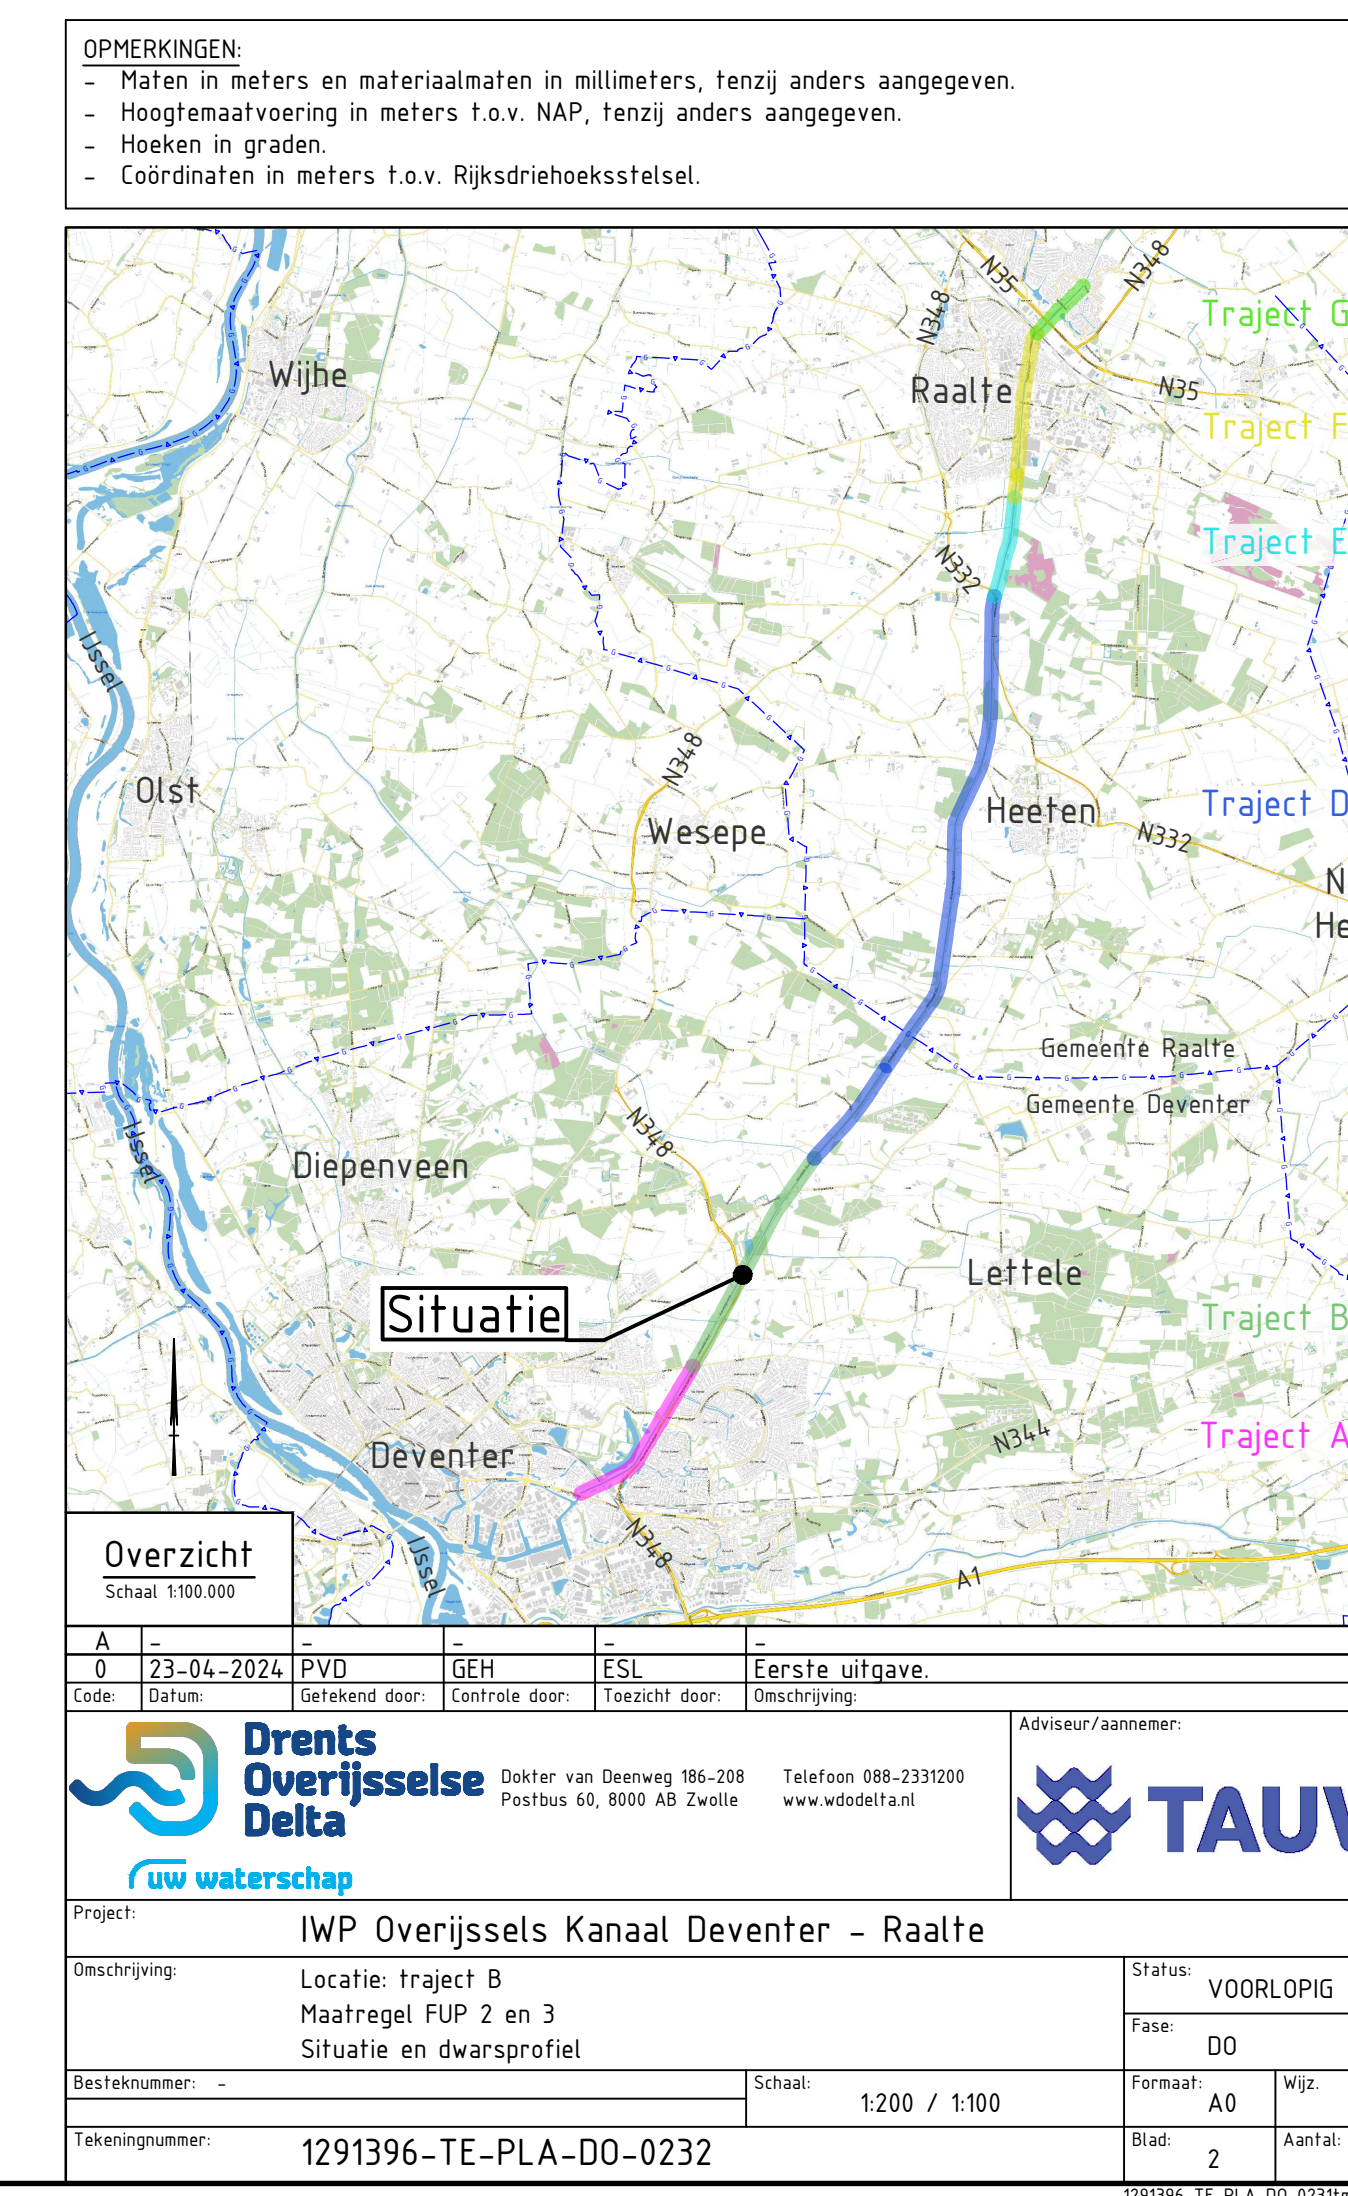 OPMERKINGEN:
- Maten in meters en materiaalmaten in millimeters, tenzij anders aangegeven.
- Hoogtemaatvoering in meters t.o.v. NAP, tenzij anders aangegeven.
- Hoeken in graden.
- Coördinaten in meters t.o.v. Rijksdriehoeksstelsel.
N35
N348
N348
Traject G
Wijhe
Raalte
N35
Traject F
Traject E
N332
IJssel
N348
Olst
Heeten
Traject D
Wesepe
N332
Gemeente Raalte
Gemeente Deventer
N348
IJssel
Diepenveen
Lettele
Situatie
Traject B
N344
Traject A
Deventer
N348
IJssel
A1
Overzicht
Schaal 1:100.000
A - - - - -
0 23-04-2024 PVD GEH ESL Eerste uitgave.
Code: Datum: Getekend door: Controle door: Toezicht door: Omschrijving:
Drents
Overijsselse
Delta
uw waterschap
Dokter van Deenweg 186-208 Telefoon 088-2331200
Postbus 60, 8000 AB Zwolle www.wdodelta.nl
Adviseur/aannemer:
TAUW
Project: IWP Overijssels Kanaal Deventer - Raalte
Omschrijving: Locatie: traject B
Maatregel FUP 2 en 3
Situatie en dwarsprofiel
Status: VOORLOPIG
Fase: DO
Besteknummer: -
Schaal: 1:200 / 1:100
Formaat: A0
Wijz.
Tekeningnummer: 1291396-TE-PLA-DO-0232
Blad: 2
Aantal: